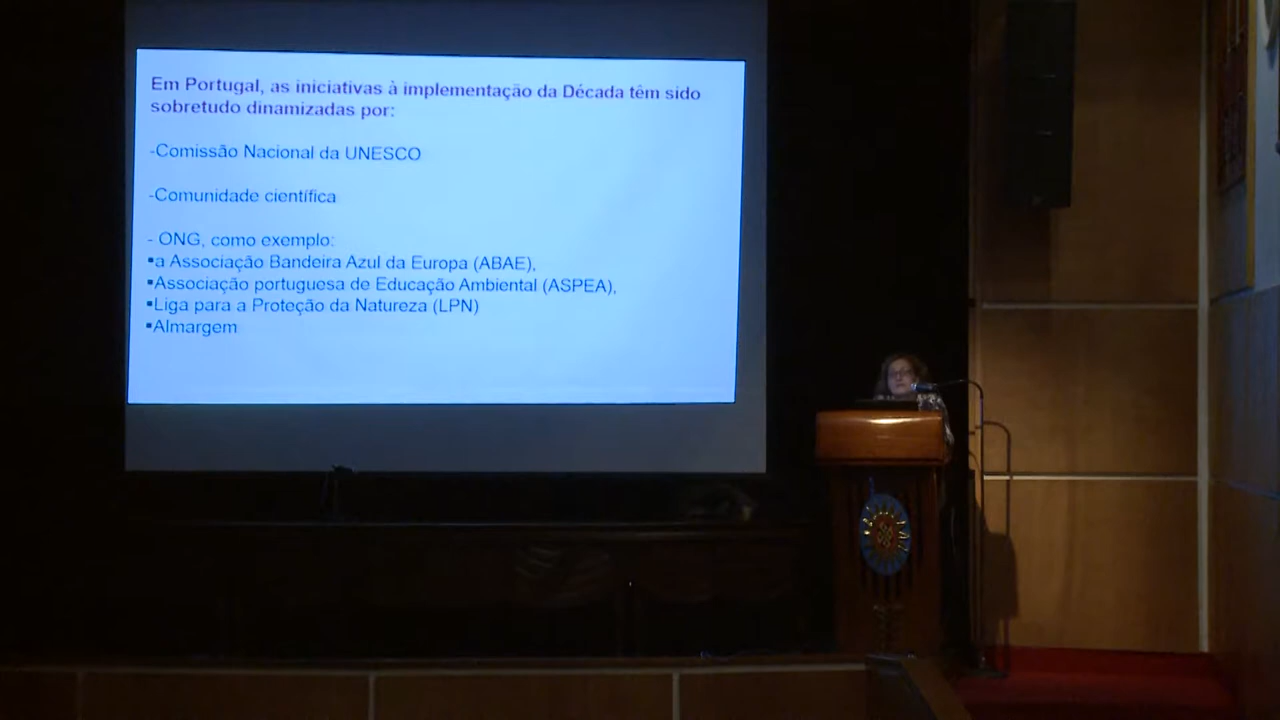 Em Portugal, as iniciativas à implementação da Década têm sido
sobretudo dinamizadas por:
-Comissão Nacional da UNESCO
-Comunidade científica
- ONG, como exemplo:
▪a Associação Bandeira Azul da Europa (ABAE),
▪Associação portuguesa de Educação Ambiental (ASPEA),
▪Liga para a Proteção da Natureza (LPN)
▪Almargem